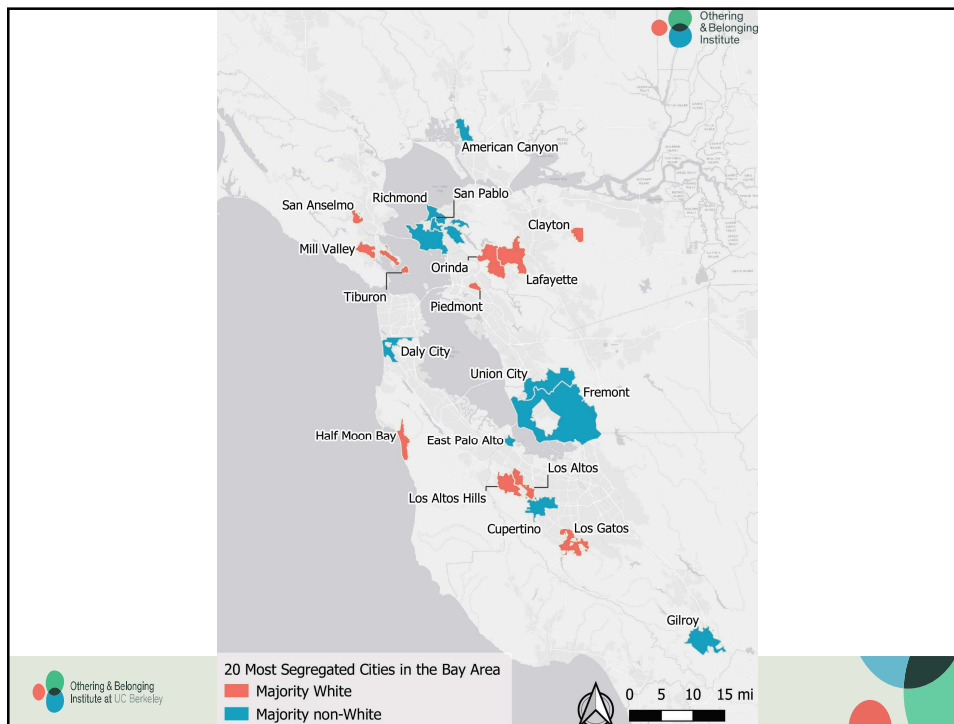 Othering
& Belonging
Institute
American Canyon
San Pablo
Richmond
San Anselmo
Clayton
Mill Valley
Orinda
Lafayette
Tiburon
Piedmont
Daly City
Union City
Fremont
Half Moon Bay
East Palo Alto
Los Altos
Los Altos Hills
Cupertino
Los Gatos
Gilroy
20 Most Segregated Cities in the Bay Area
Majority White
Majority non-White
0 5 10 15 mi
Othering & Belonging
Institute at UC Berkeley